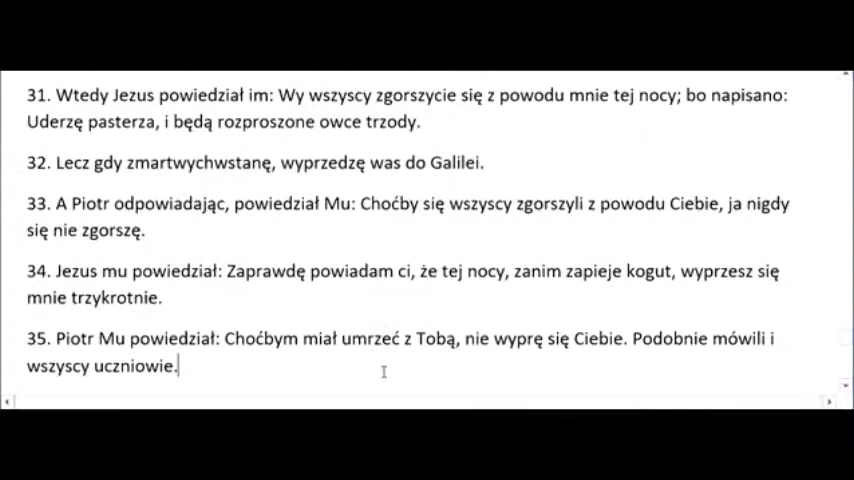 31. Wtedy Jezus powiedział im: Wy wszyscy zgorszycie się z powodu mnie tej nocy; bo napisano:
Uderzę pasterza, i będą rozproszone owce trzody.
32. Lecz gdy zmartwychwstanę, wyprzedzę was do Galilei.
33. A Piotr odpowiadając, powiedział Mu: Choćby się wszyscy zgorszyli z powodu Ciebie, ja nigdy
się nie zgorszę.
34. Jezus mu powiedział: Zaprawdę powiadam ci, że tej nocy, zanim zapieje kogut, wyprzesz się
mnie trzykrotnie.
35. Piotr Mu powiedział: Choćbym miał umrzeć z Tobą, nie wyprę się Ciebie. Podobnie mówili i
wszyscy uczniowie.